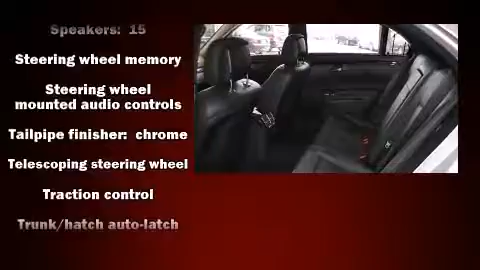 Speakers:  15
Steering wheel memory
Steering wheel
mounted audio controls
Tailpipe finisher:  chrome
Telescoping steering wheel
Traction control
Trunk/hatch auto-latch